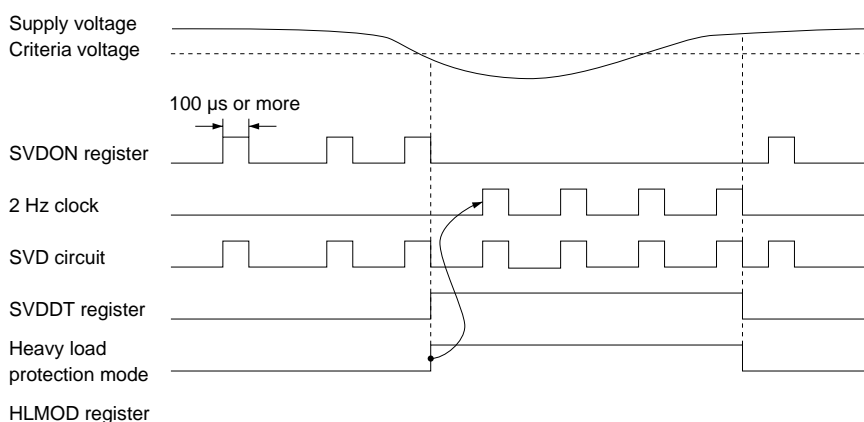 Supply voltage
Criteria voltage
100 µs or more
SVDON register
2 Hz clock
SVD circuit
SVDDT register
Heavy load
protection mode
HLMOD register